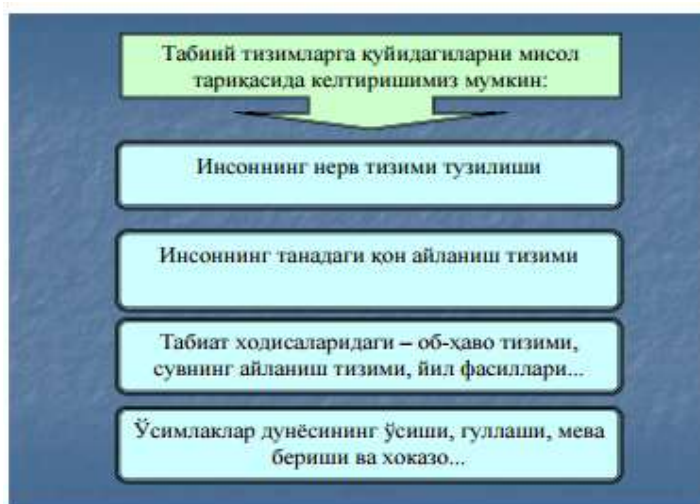 Табиий тизимларга қуйидагиларни мисол
тариқасида келтиришимиз мумкин:
Инсоннинг нерв тизими тузилиши
Инсоннинг танадаги қон айланиш тизими
Табиат ходисаларидаги – об-ҳаво тизими,
сувнинг айланиш тизими, йил фасиллари...
Ўсимлаклар дунёсининг ўсиши, гуллаши, мева
бериши ва хоказо...